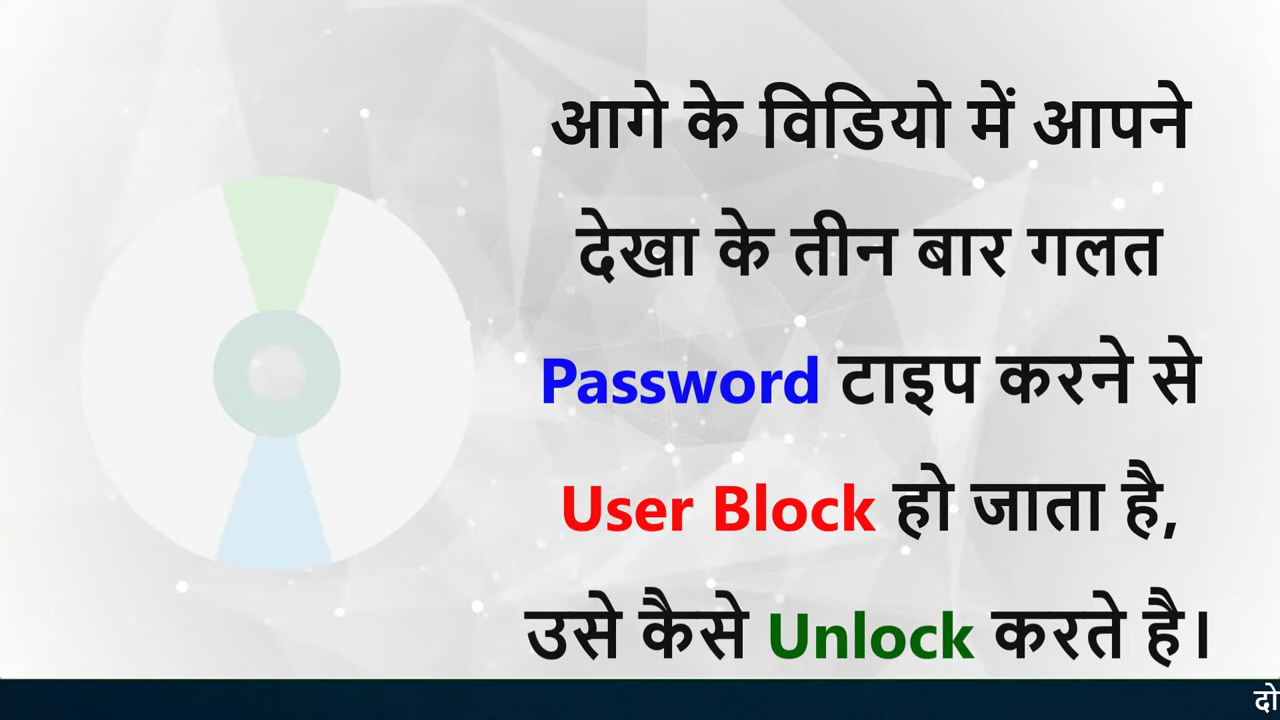 आगे के विडियो में आपने
देखा के तीन बार गलत
Password टाइप करने से
User Block हो जाता है,
उसे कैसे Unlock करते है।
दो